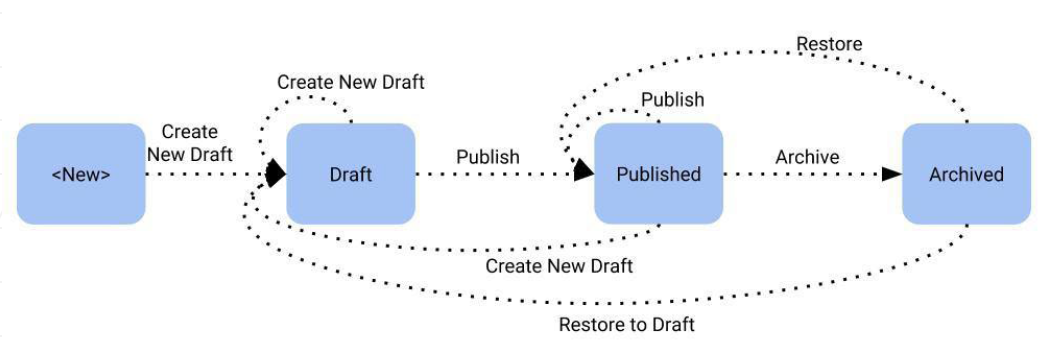 Restore
Create New Draft
Publish
Create
New Draft
Publish
Archive
<New>
Draft
Published
Archived
Create New Draft
Restore to Draft